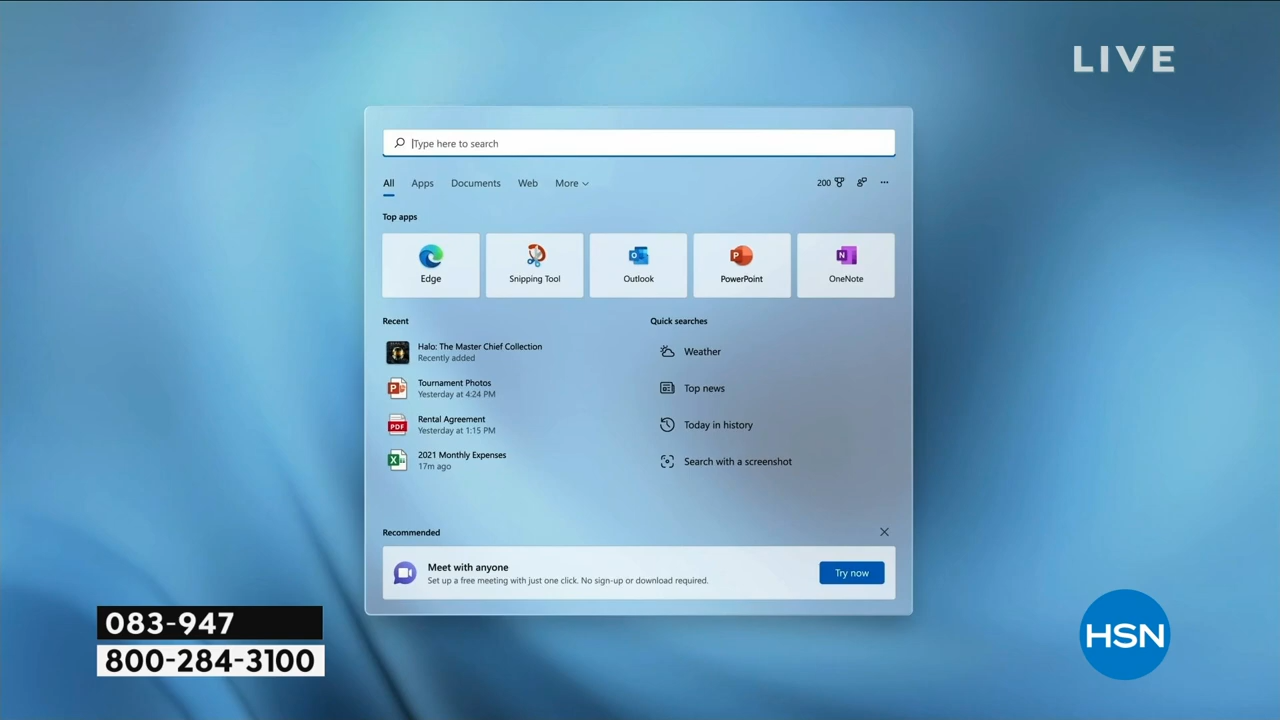 LIVE
Type here to search
All Apps Documents Web More 200
Top apps
Edge Snipping Tool Outlook PowerPoint OneNote
Recent
Halo: The Master Chief Collection
Recently added
Tournament Photos
Yesterday at 4:24 PM
Rental Agreement
Yesterday at 1:15 PM
2021 Monthly Expenses
17m ago
Quick searches
Weather
Top news
Today in history
Search with a screenshot
Recommended
Meet with anyone
Set up a free meeting with just one click. No sign-up or download required.
Try now
083-947
800-284-3100
HSN